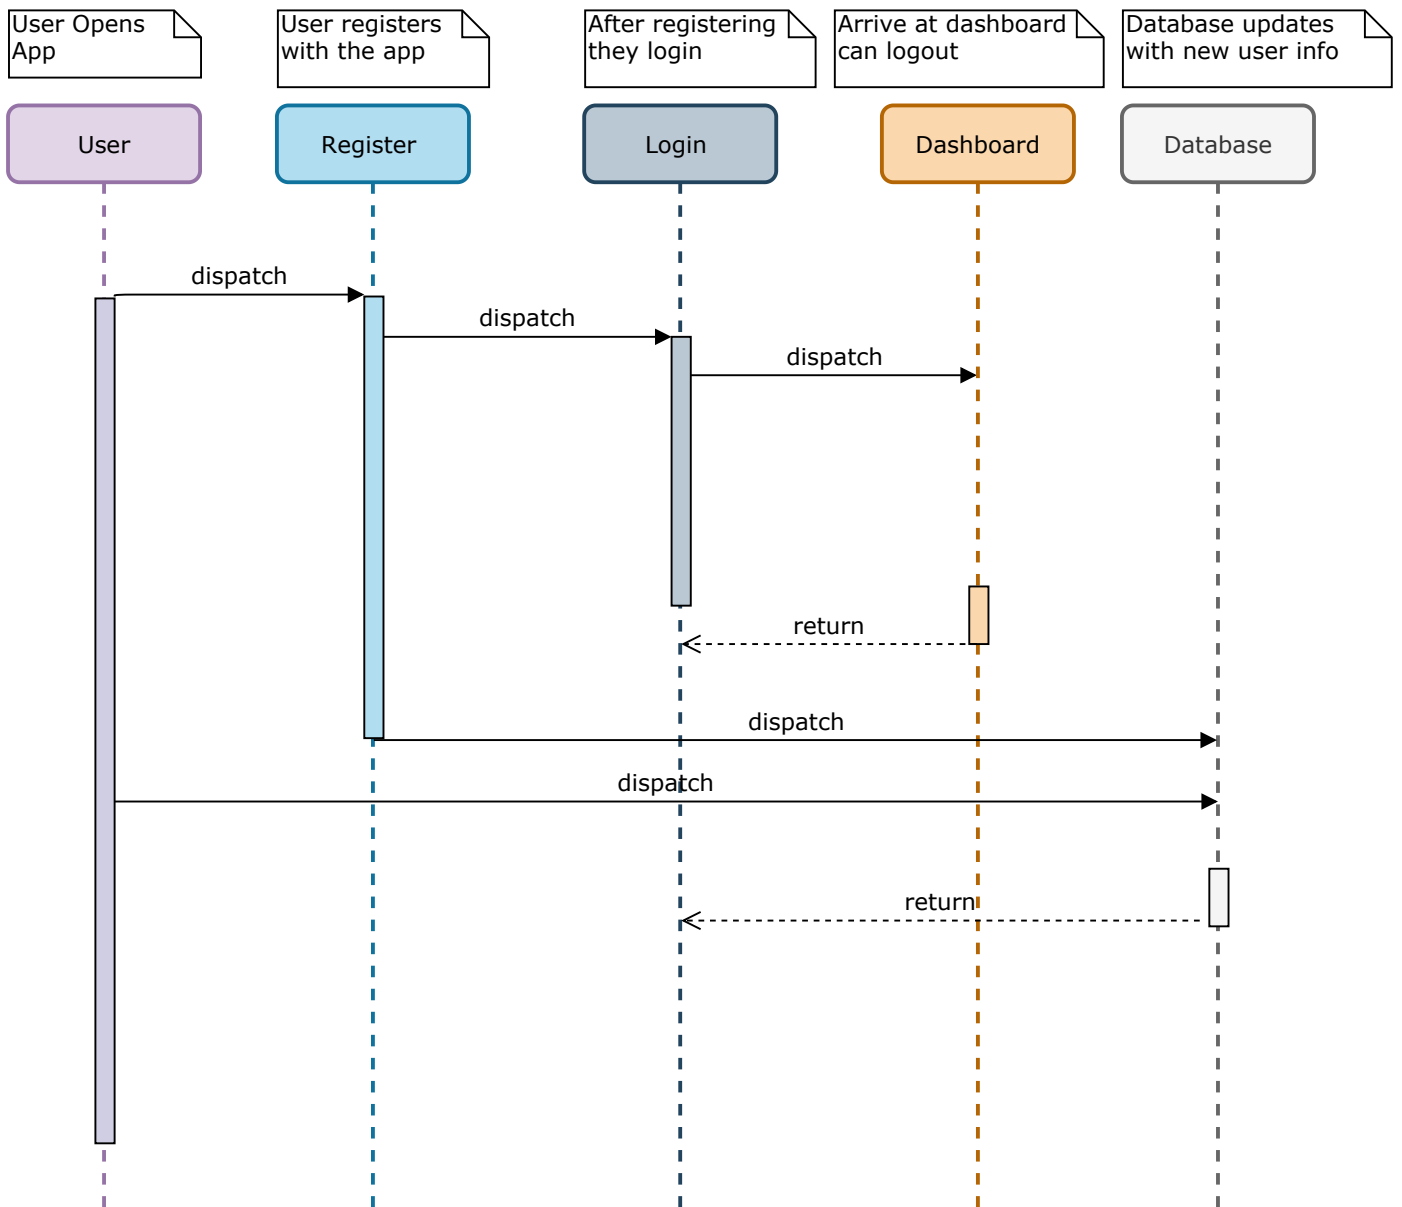 User Opens
App
User registers
with the app
After registering
they login
Arrive at dashboard
can logout
Database updates
with new user info
User
Register
Login
Dashboard
Database
dispatch
dispatch
dispatch
return
dispatch
dispatch
return